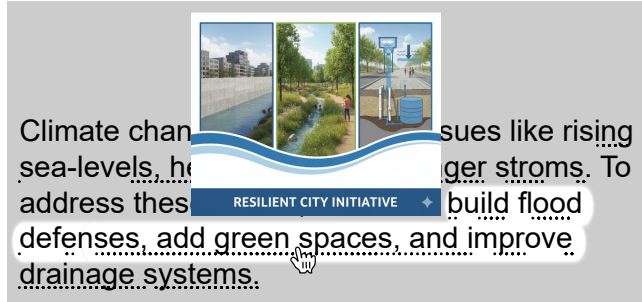 RESILIENT CITY INITIATIVE
Climate chan sues like rising
sea-levels, he ger stroms. To
address thes build flood
defenses, add green spaces, and improve
drainage systems.